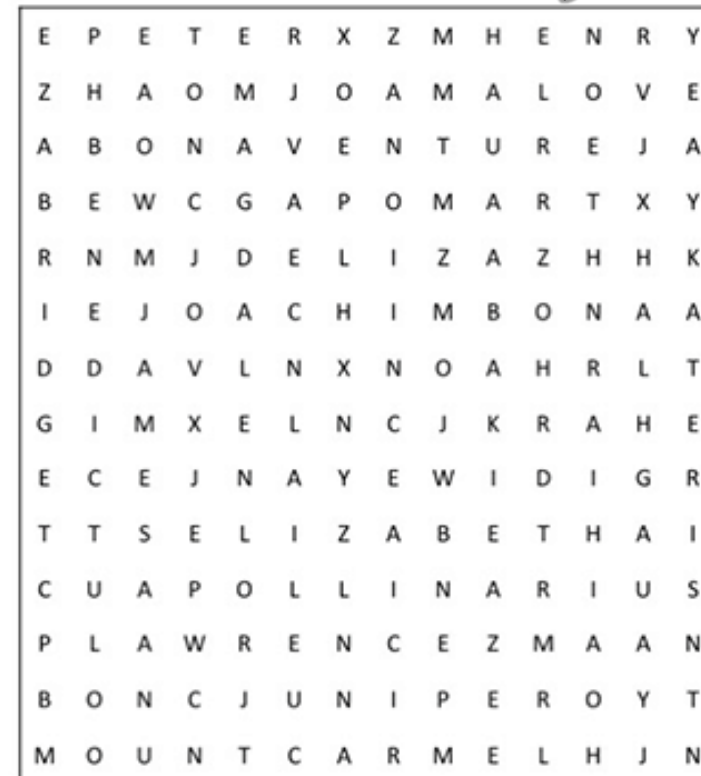 E P E T E R X Z M H E N R Y
Z H A O M J O A M A L O V E
A B O N A V E N T U R E J A
B E W C G A P O M A R T X Y
R N M J D E L I Z A Z H H K
I E J O A C H I M B O N A A
D D A V L N X N O A H R L T
G I M X E L N C J K R A H E
E C E J N A Y E W I D I G R
T T S E L I Z A B E T H A I
C U A P O L L I N A R I U S
P L A W R E N C E Z M A A N
B O N C J U N I P E R O Y T
M O U N T C A R M E L H J N